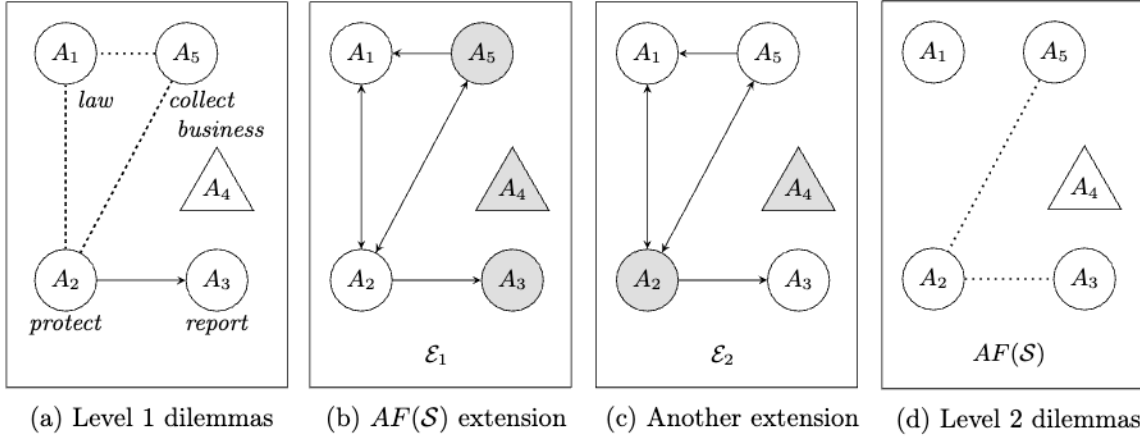 A₁ A₅
law collect
business
A₄
A₂ A₃
protect report
(a) Level 1 dilemmas
A₁ A₅
A₄
A₂ A₃
ℰ₁
(b) AF(𝒮) extension
A₁ A₅
A₄
A₂ A₃
ℰ₂
(c) Another extension
A₁ A₅
A₄
A₂ A₃
AF(𝒮)
(d) Level 2 dilemmas